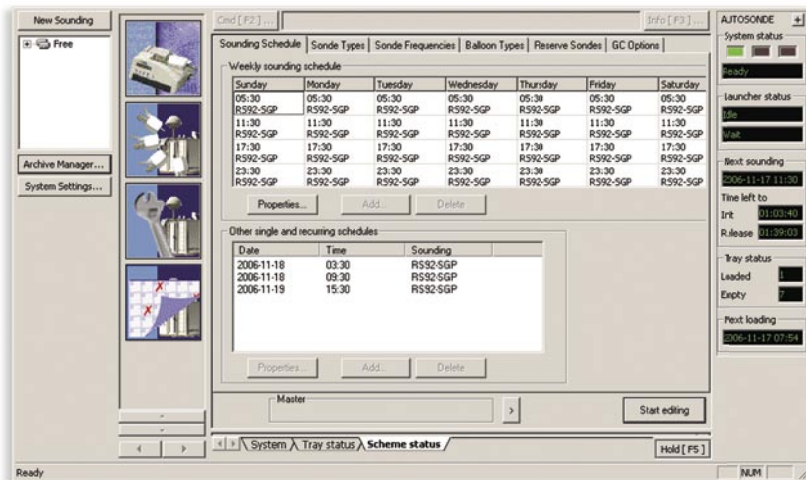 New Sounding
Free
Archive Manager...
System Settings...
Cmd [ F2 ] ...
Info [ F3 ] ...
Sounding Schedule Sonde Types Sonde Frequencies Balloon Types Reserve Sondes GC Options
Weekly sounding schedule
Sunday Monday Tuesday Wednesday Thursday Friday Saturday
05:30 05:30 05:30 05:30 05:30 05:30 05:30
RS92-SGP RS92-SGP RS92-SGP RS92-SGP RS92-SGP RS92-SGP RS92-SGP
11:30 11:30 11:30 11:30 11:30 11:30 11:30
RS92-SGP RS92-SGP RS92-SGP RS92-SGP RS92-SGP RS92-SGP RS92-SGP
17:30 17:30 17:30 17:30 17:30 17:30 17:30
RS92-SGP RS92-SGP RS92-SGP RS92-SGP RS92-SGP RS92-SGP RS92-SGP
23:30 23:30 23:30 23:30 23:30 23:30 23:30
RS92-SGP RS92-SGP RS92-SGP RS92-SGP RS92-SGP RS92-SGP RS92-SGP
Properties... Add... Delete
Other single and recurring schedules
Date Time Sounding
2006-11-18 03:30 RS92-SGP
2006-11-18 09:30 RS92-SGP
2006-11-19 15:30 RS92-SGP
Properties... Add... Delete
Master
>
Start editing
System Tray status Scheme status
Hold [ F5 ]
AUTOSONDE +
System status
Ready
Launcher status
Idle
Wait
Next sounding
2006-11-17 11:30
Time left to
Init 01:03:40
Release 01:39:03
Tray status
Loaded 1
Empty 7
Next loading
2006-11-17 07:54
Ready
NUM